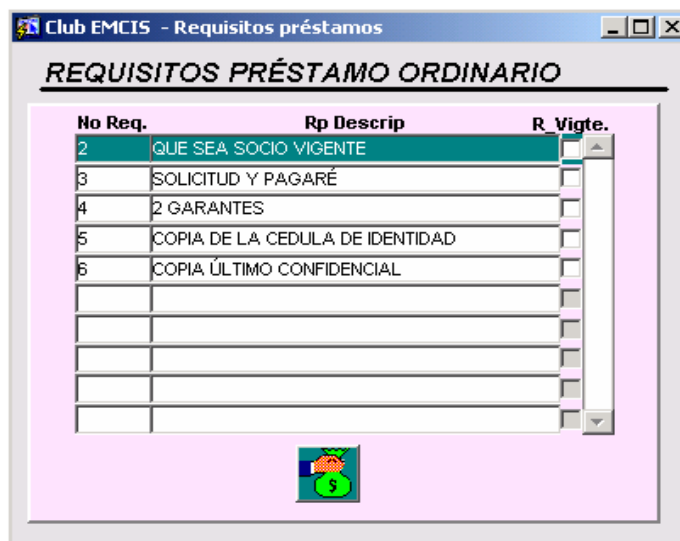 Club EMCIS - Requisitos préstamos
REQUISITOS PRÉSTAMO ORDINARIO
No Req. Rp Descrip R_Vigte.
2 QUE SEA SOCIO VIGENTE
3 SOLICITUD Y PAGARÉ
4 2 GARANTES
5 COPIA DE LA CEDULA DE IDENTIDAD
6 COPIA ÚLTIMO CONFIDENCIAL
$